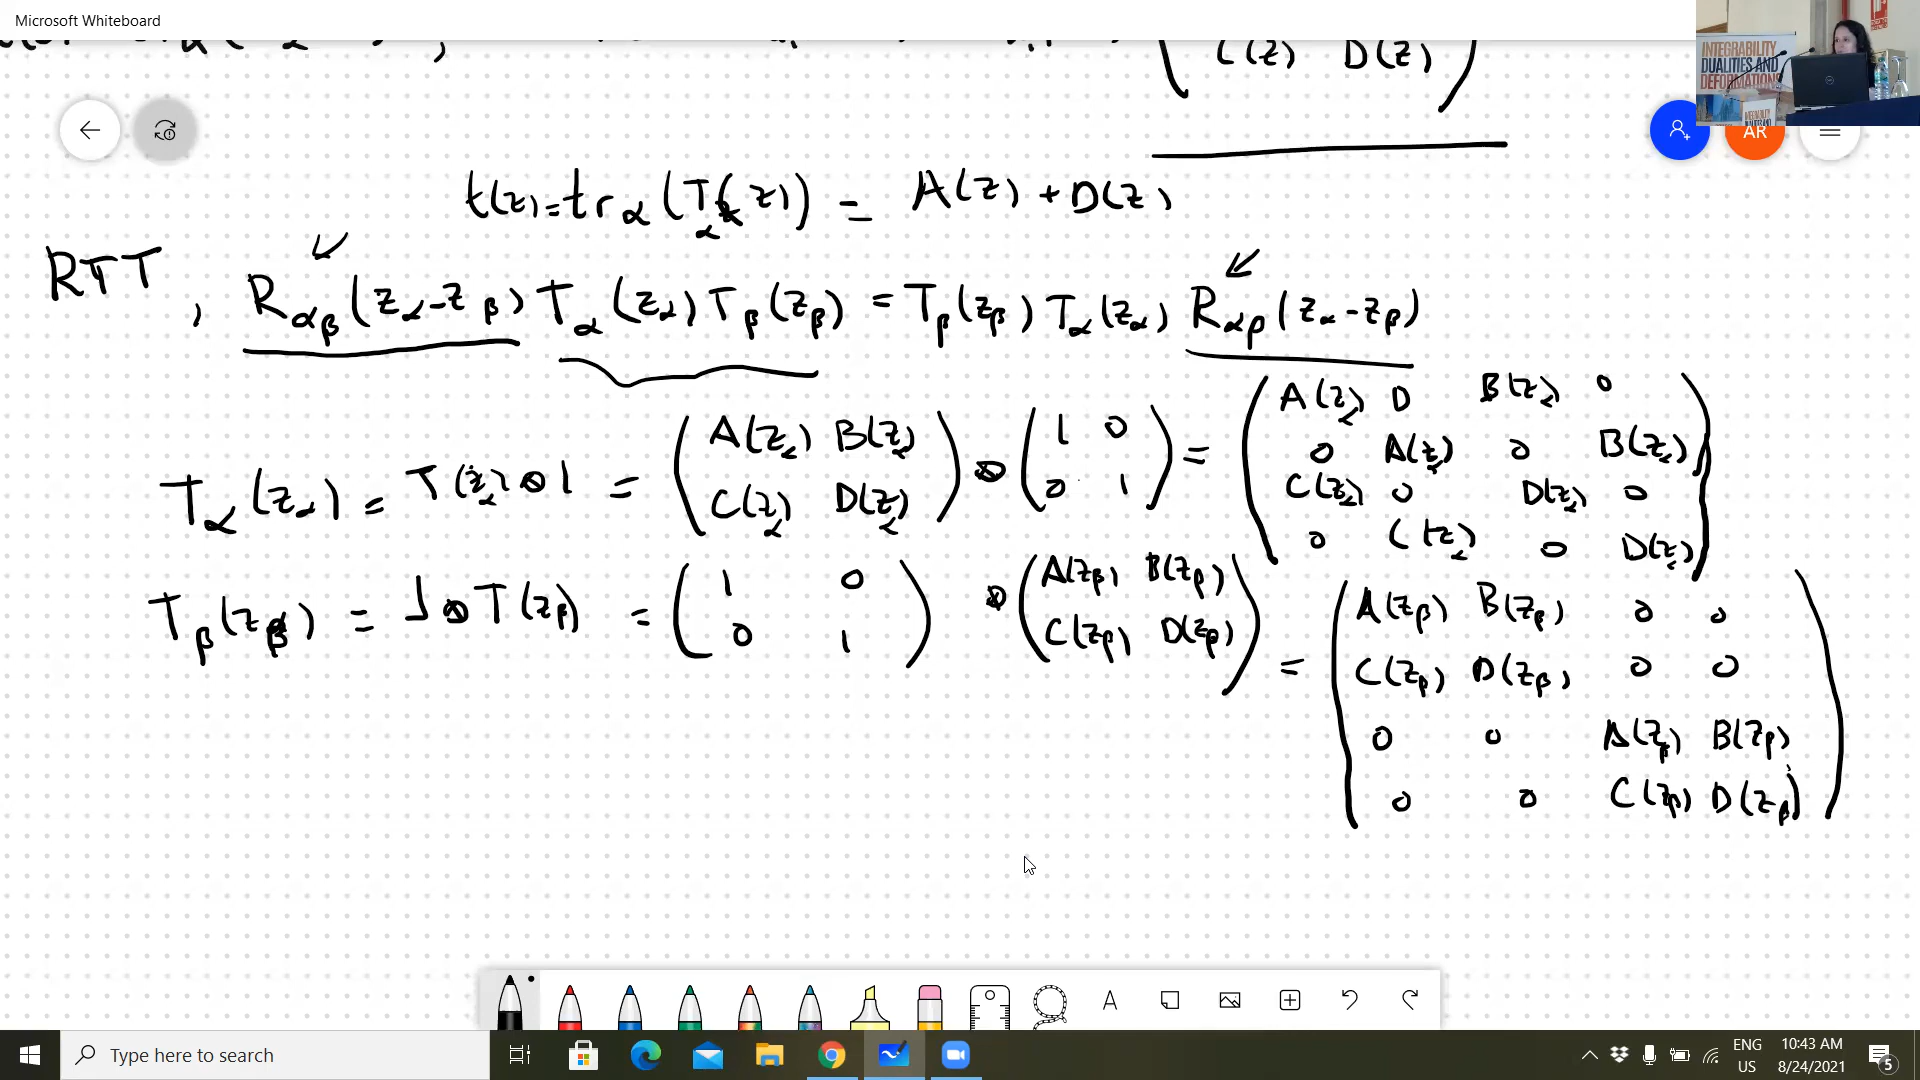 Microsoft Whiteboard
INTEGRABILITY
DUALITIES AND
DEFORMATIONS
C(z) D(z)
AR
t(z) = tr_α (T_α(z)) = A(z) + D(z)
RTT, R_αβ (z_α - z_β) T_α (z_α) T_β (z_β) = T_β (z_β) T_α (z_α) R_αβ (z_α - z_β)
T_α (z_α) = T(z_α) ⊗ 1 = ( A(z_α) B(z_α) ; C(z_α) D(z_α) ) ⊗ ( 1 0 ; 0 1 ) = ( A(z_α) 0 B(z_α) 0 ; 0 A(z_α) 0 B(z_α) ; C(z_α) 0 D(z_α) 0 ; 0 C(z_α) 0 D(z_α) )
T_β (z_β) = 1 ⊗ T(z_β) = ( 1 0 ; 0 1 ) ⊗ ( A(z_β) B(z_β) ; C(z_β) D(z_β) ) = ( A(z_β) B(z_β) 0 0 ; C(z_β) D(z_β) 0 0 ; 0 0 A(z_β) B(z_β) ; 0 0 C(z_β) D(z_β) )
A
Type here to search
ENG
US
10:43 AM
8/24/2021
5